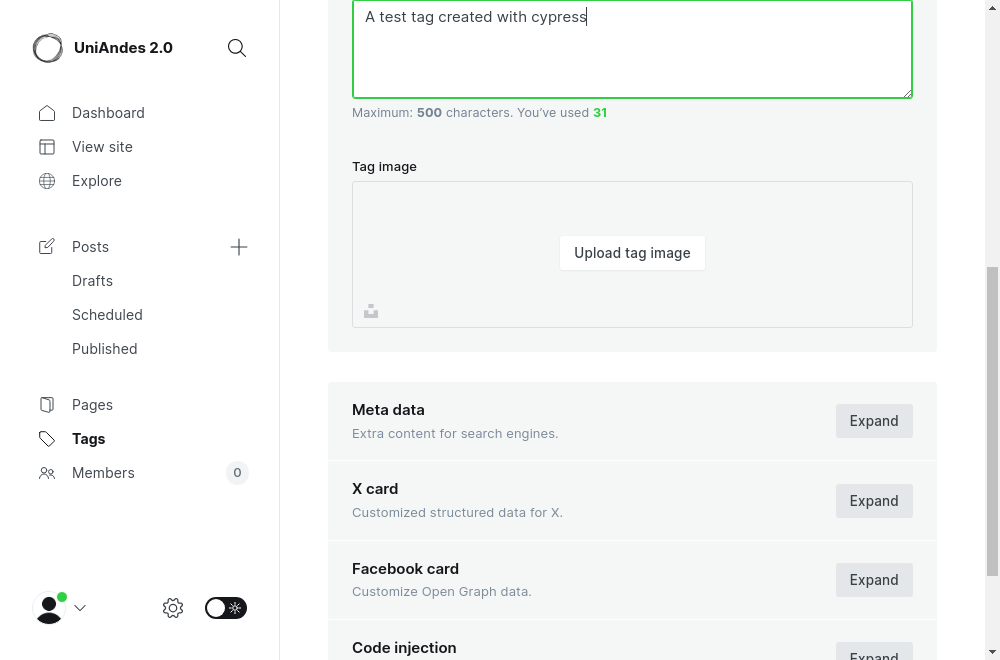 UniAndes 2.0
Dashboard
View site
Explore
Posts
Drafts
Scheduled
Published
Pages
Tags
Members
0
A test tag created with cypress
Maximum: 500 characters. You’ve used 31
Tag image
Upload tag image
Meta data
Extra content for search engines.
Expand
X card
Customized structured data for X.
Expand
Facebook card
Customize Open Graph data.
Expand
Code injection
Expand